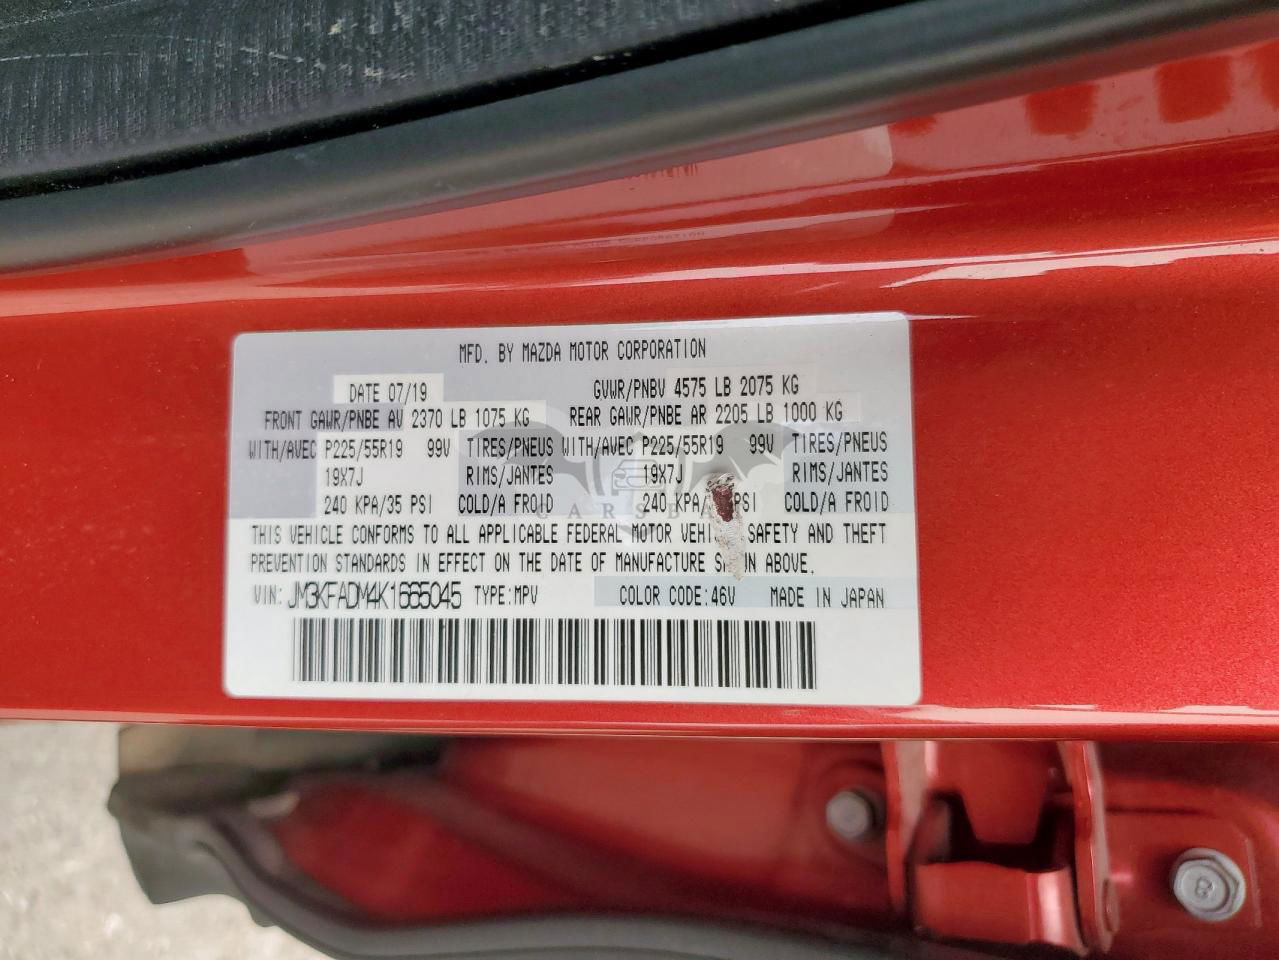 MFD. BY MAZDA MOTOR CORPORATION
DATE 07/19 GVWR/PNBV 4575 LB 2075 KG
FRONT GAWR/PNBE AV 2370 LB 1075 KG REAR GAWR/PNBE AR 2205 LB 1000 KG
WITH/AVEC P225/55R19 99V TIRES/PNEUS WITH/AVEC P225/55R19 99V TIRES/PNEUS
19X7J RIMS/JANTES 19X7J RIMS/JANTES
240 KPA/35 PSI COLD/A FROID 240 KPA/ PSI COLD/A FROID
THIS VEHICLE CONFORMS TO ALL APPLICABLE FEDERAL MOTOR SAFETY AND THEFT
PREVENTION STANDARDS IN EFFECT ON THE DATE OF MANUFACTURE ABOVE.
VIN: JM3KFADM4K1665045 TYPE:MPV COLOR CODE:46V MADE IN JAPAN